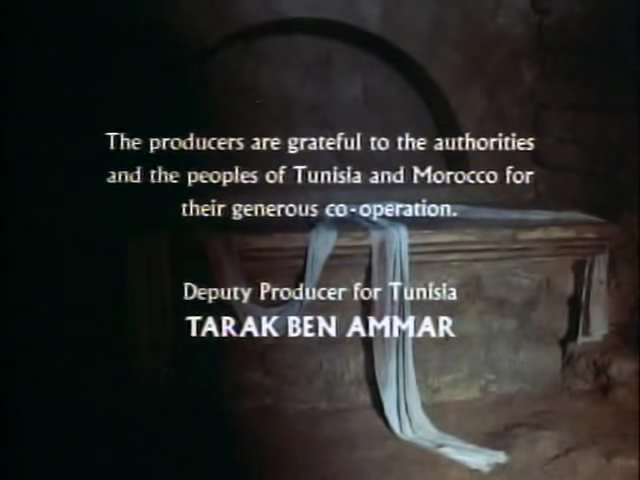 The producers are grateful to the authorities
and the peoples of Tunisia and Morocco for
their generous co-operation.
Deputy Producer for Tunisia
TARAK BEN AMMAR